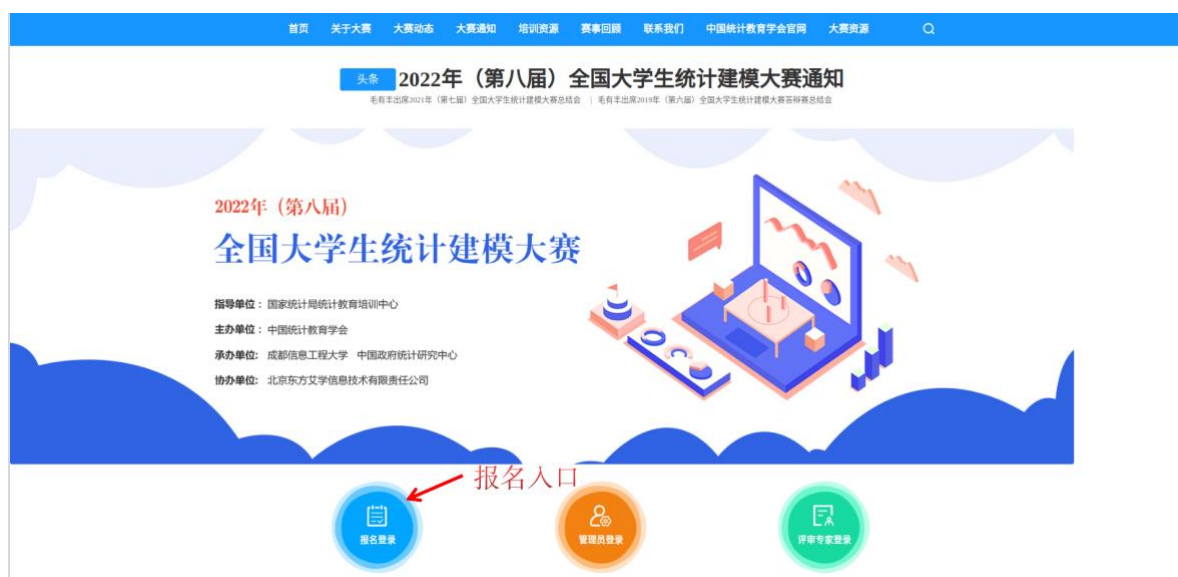 首页 关于大赛 大赛动态 大赛通知 培训资源 赛事回顾 联系我们 中国统计教育学会官网 大赛资源
头条 2022年（第八届）全国大学生统计建模大赛通知
毛有丰出席2021年（第七届）全国大学生统计建模大赛总结会 | 毛有丰出席2019年（第六届）全国大学生统计建模大赛答辩赛总结会
2022年（第八届）
全国大学生统计建模大赛
指导单位：国家统计局统计教育培训中心
主办单位：中国统计教育学会
承办单位: 成都信息工程大学 中国政府统计研究中心
协办单位: 北京东方艾学信息技术有限责任公司
报名入口
报名登录 管理员登录 评审专家登录